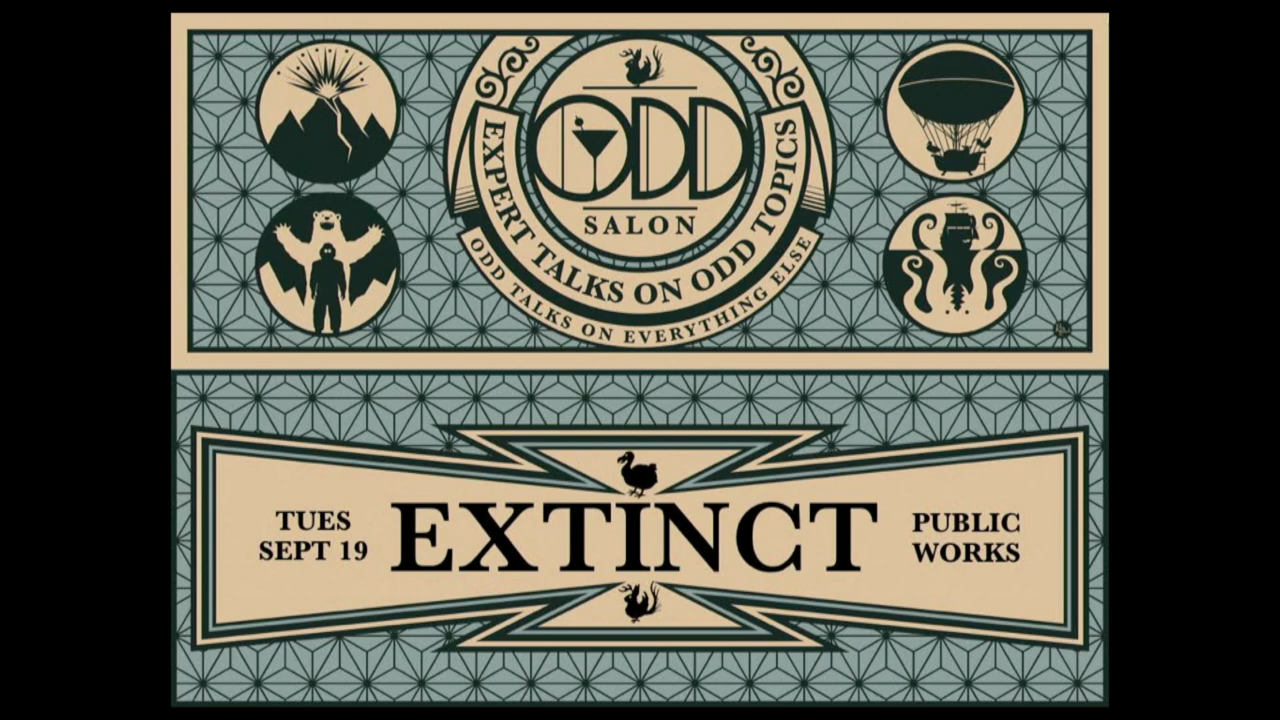 ODD
SALON
EXPERT TALKS ON ODD TOPICS
ODD TALKS ON EVERYTHING ELSE
TUES
SEPT 19
EXTINCT
PUBLIC
WORKS